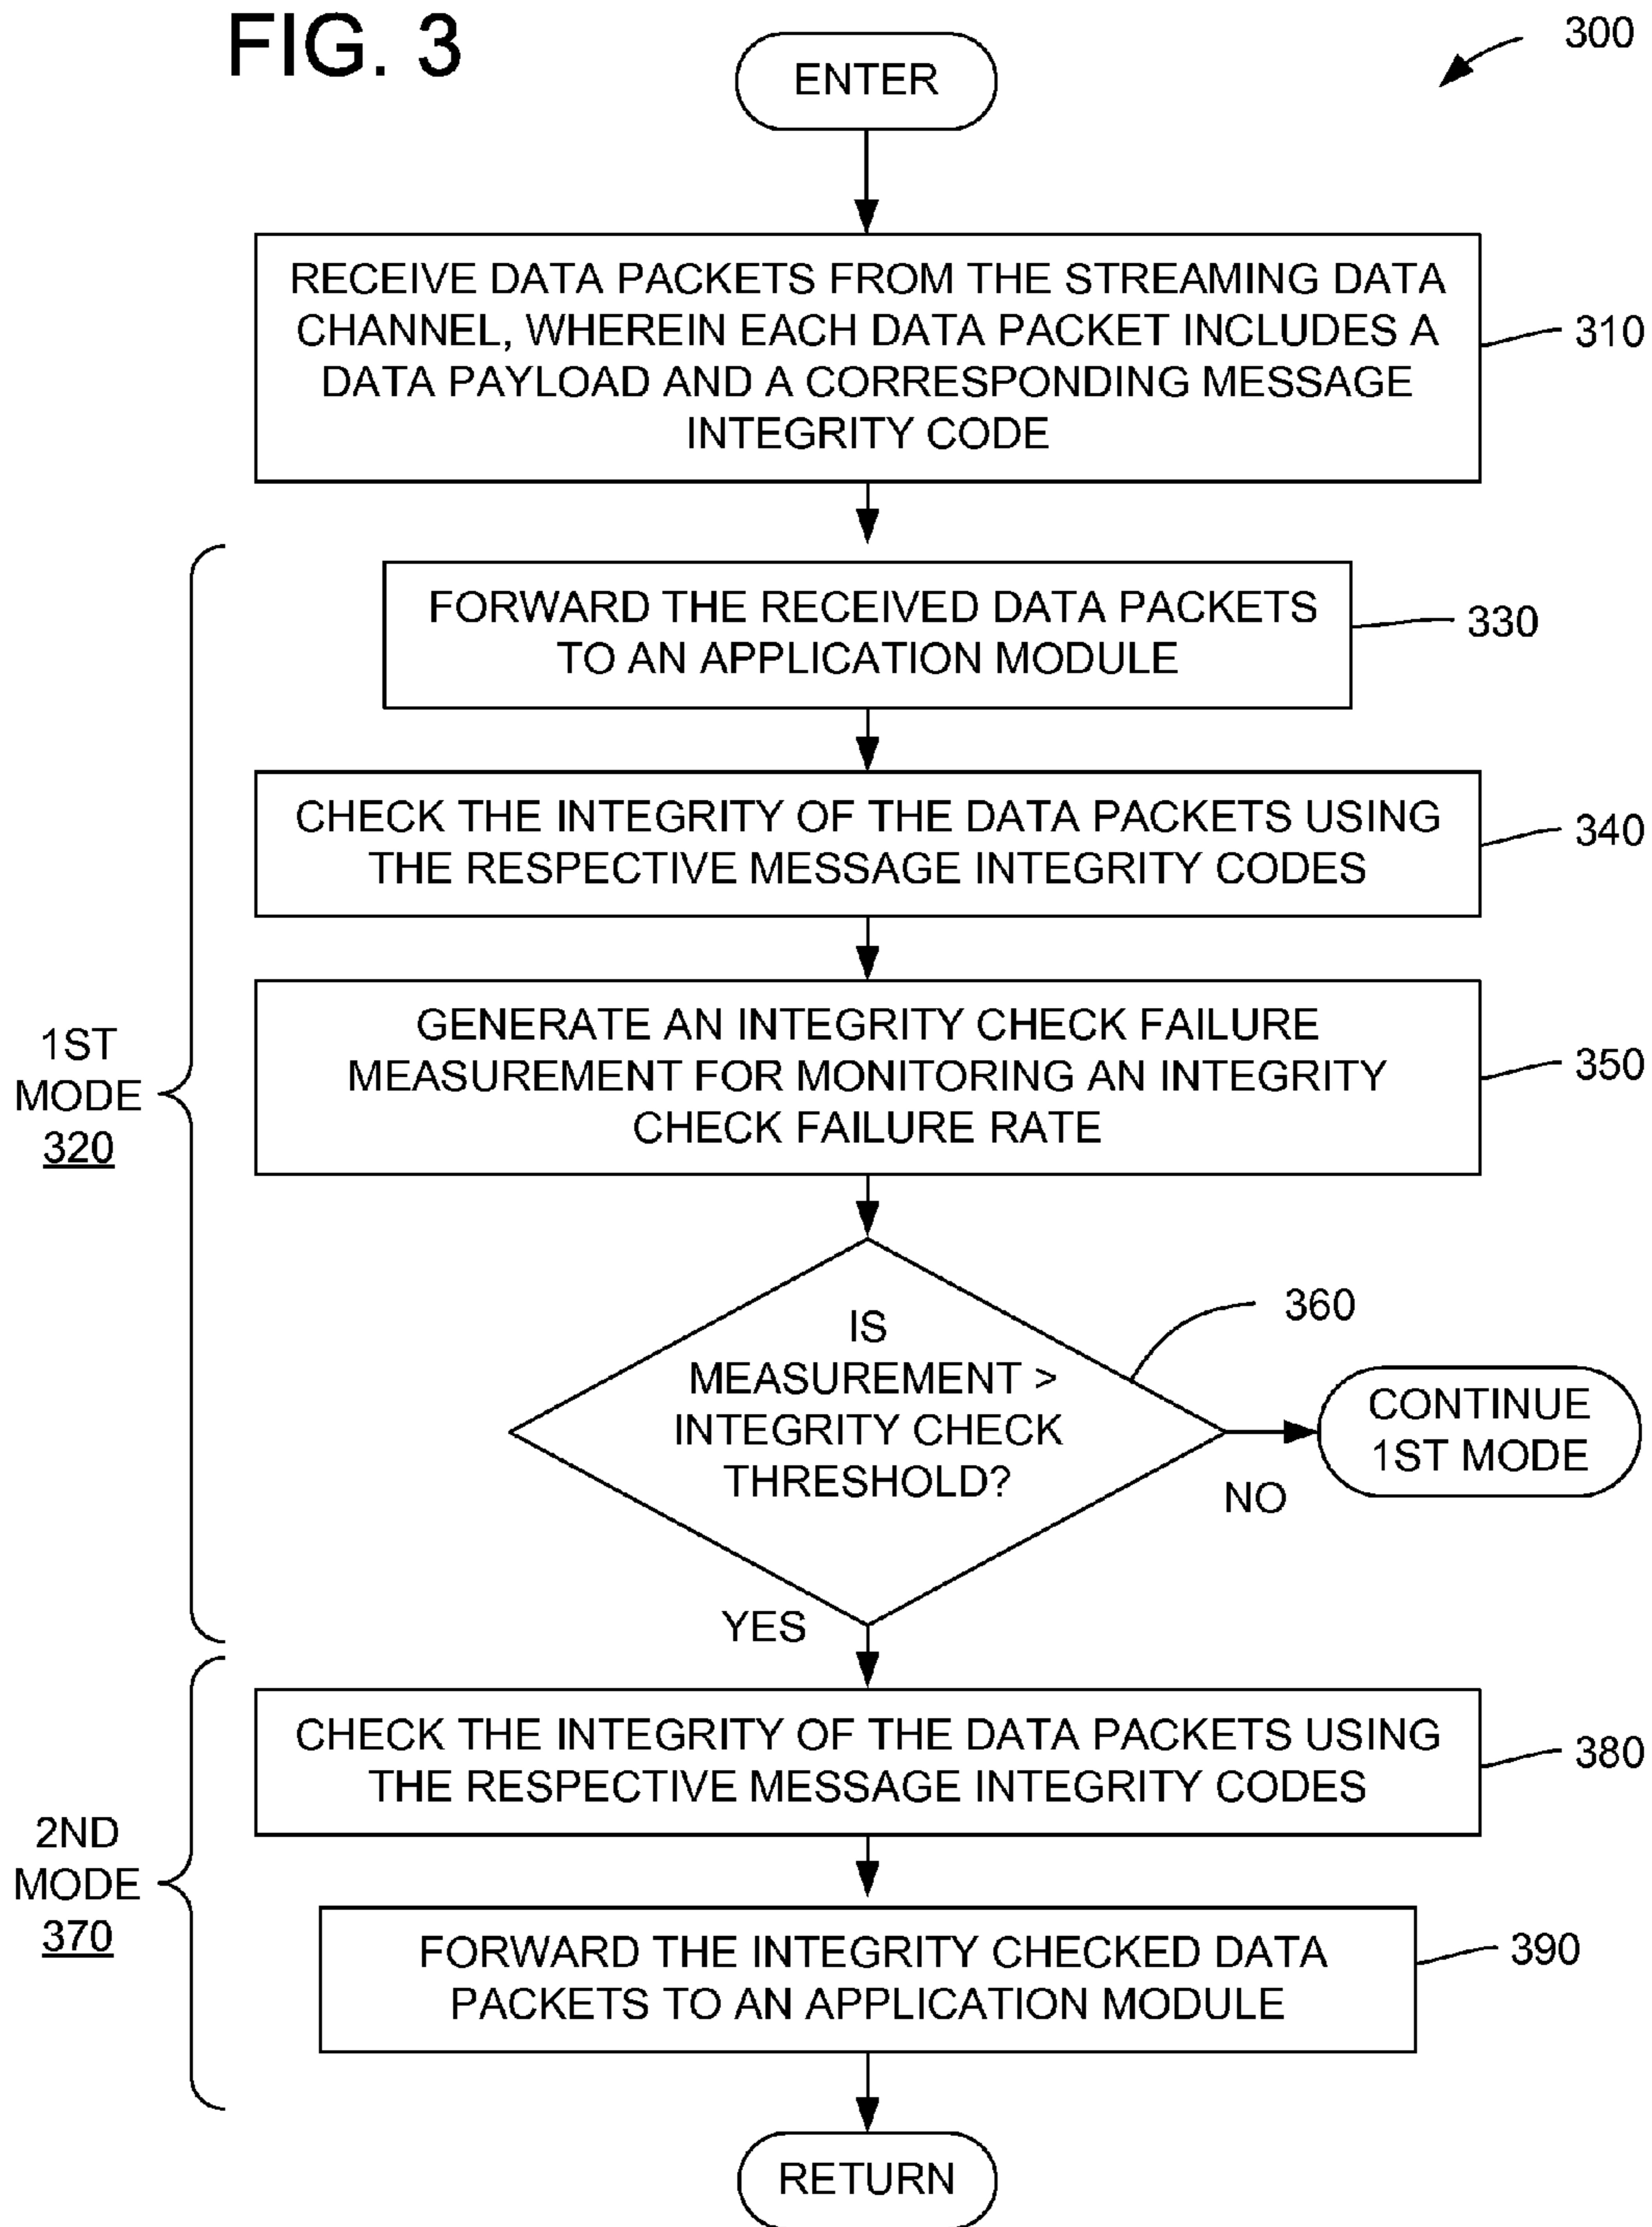 FIG. 3
300
ENTER
RECEIVE DATA PACKETS FROM THE STREAMING DATA
CHANNEL, WHEREIN EACH DATA PACKET INCLUDES A
DATA PAYLOAD AND A CORRESPONDING MESSAGE
INTEGRITY CODE
310
FORWARD THE RECEIVED DATA PACKETS
TO AN APPLICATION MODULE
330
CHECK THE INTEGRITY OF THE DATA PACKETS USING
THE RESPECTIVE MESSAGE INTEGRITY CODES
340
1ST
MODE
320
GENERATE AN INTEGRITY CHECK FAILURE
MEASUREMENT FOR MONITORING AN INTEGRITY
CHECK FAILURE RATE
350
IS
MEASUREMENT >
INTEGRITY CHECK
THRESHOLD?
360
NO
CONTINUE
1ST MODE
YES
CHECK THE INTEGRITY OF THE DATA PACKETS USING
THE RESPECTIVE MESSAGE INTEGRITY CODES
380
2ND
MODE
370
FORWARD THE INTEGRITY CHECKED DATA
PACKETS TO AN APPLICATION MODULE
390
RETURN